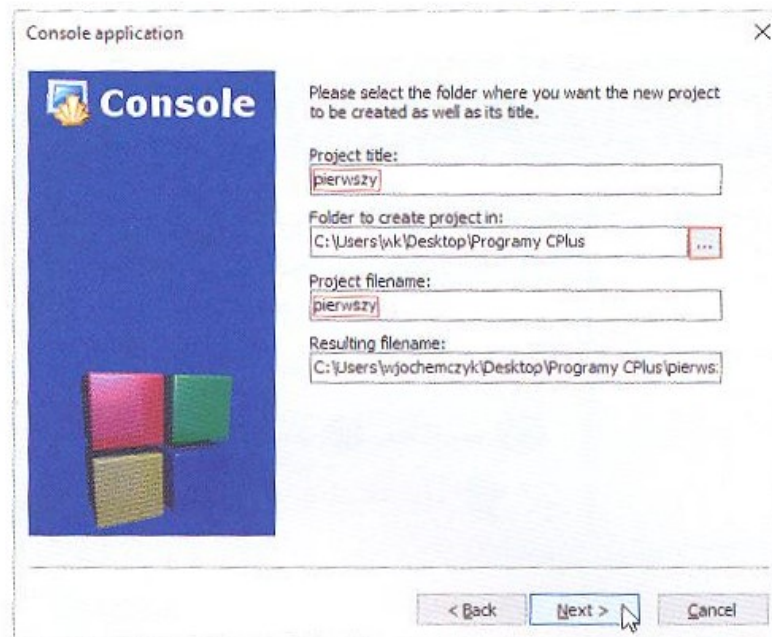 Console application
Console
Please select the folder where you want the new project
to be created as well as its title.
Project title:
pierwszy
Folder to create project in:
C:\Users\wk\Desktop\Programy CPlus
...
Project filename:
pierwszy
Resulting filename:
C:\Users\wjochemczyk\Desktop\Programy CPlus\pierws
< Back
Next >
Cancel